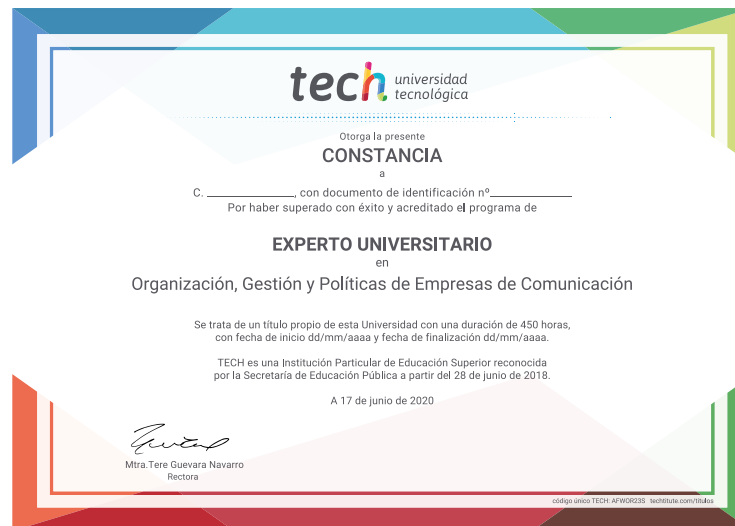 tech universidad
tecnológica
Otorga la presente
CONSTANCIA
a
C. ______________, con documento de identificación nº_____________
Por haber superado con éxito y acreditado el programa de
EXPERTO UNIVERSITARIO
en
Organización, Gestión y Políticas de Empresas de Comunicación
Se trata de un título propio de esta Universidad con una duración de 450 horas,
con fecha de inicio dd/mm/aaaa y fecha de finalización dd/mm/aaaa.
TECH es una Institución Particular de Educación Superior reconocida
por la Secretaría de Educación Pública a partir del 28 de junio de 2018.
A 17 de junio de 2020
Mtra.Tere Guevara Navarro
Rectora
código único TECH: AFWOR23S techtitute.com/titulos